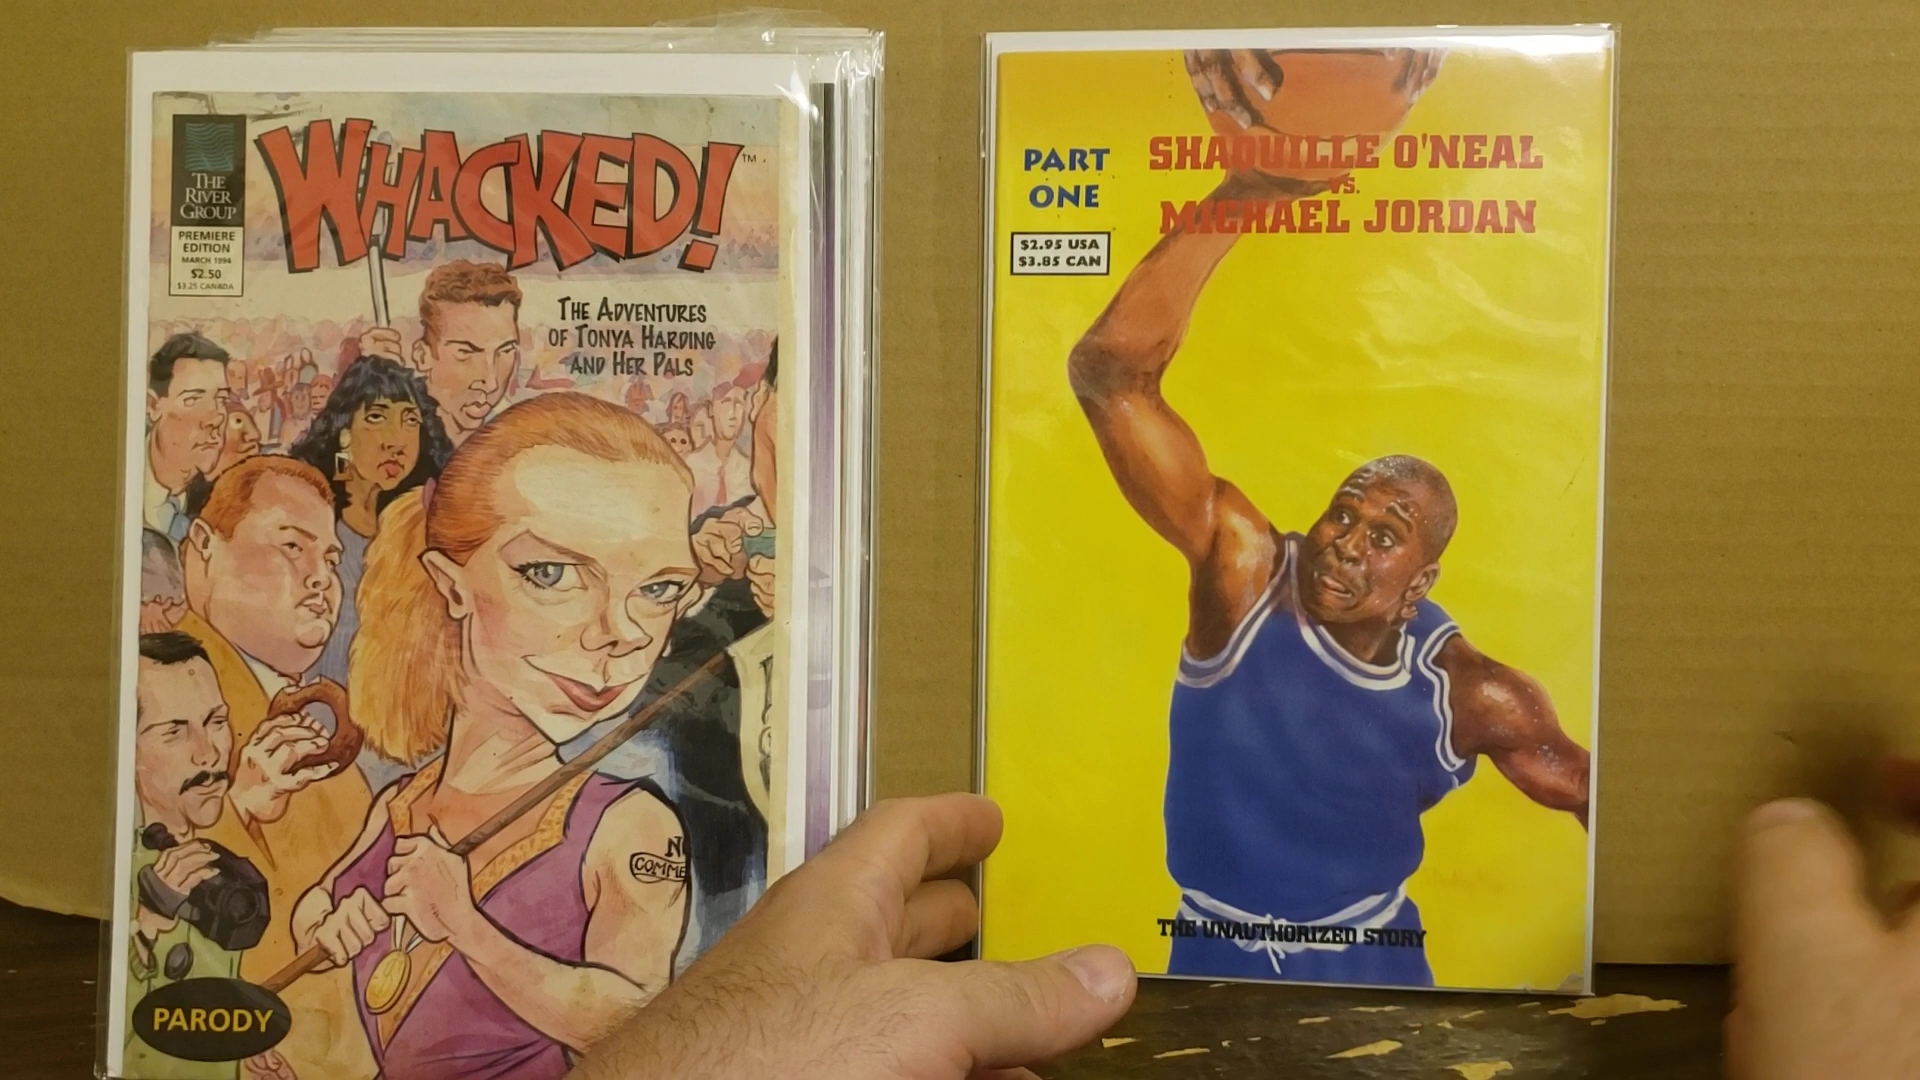 THE
RIVER
GROUP
PREMIERE
EDITION
MARCH 1994
$2.50
$3.25 CANADA
WHACKED!™
THE ADVENTURES
OF TONYA HARDING
AND HER PALS
COMME
PARODY
PART
ONE
$2.95 USA
$3.85 CAN
SHAQUILLE O'NEAL
VS.
MICHAEL JORDAN
THE UNAUTHORIZED STORY